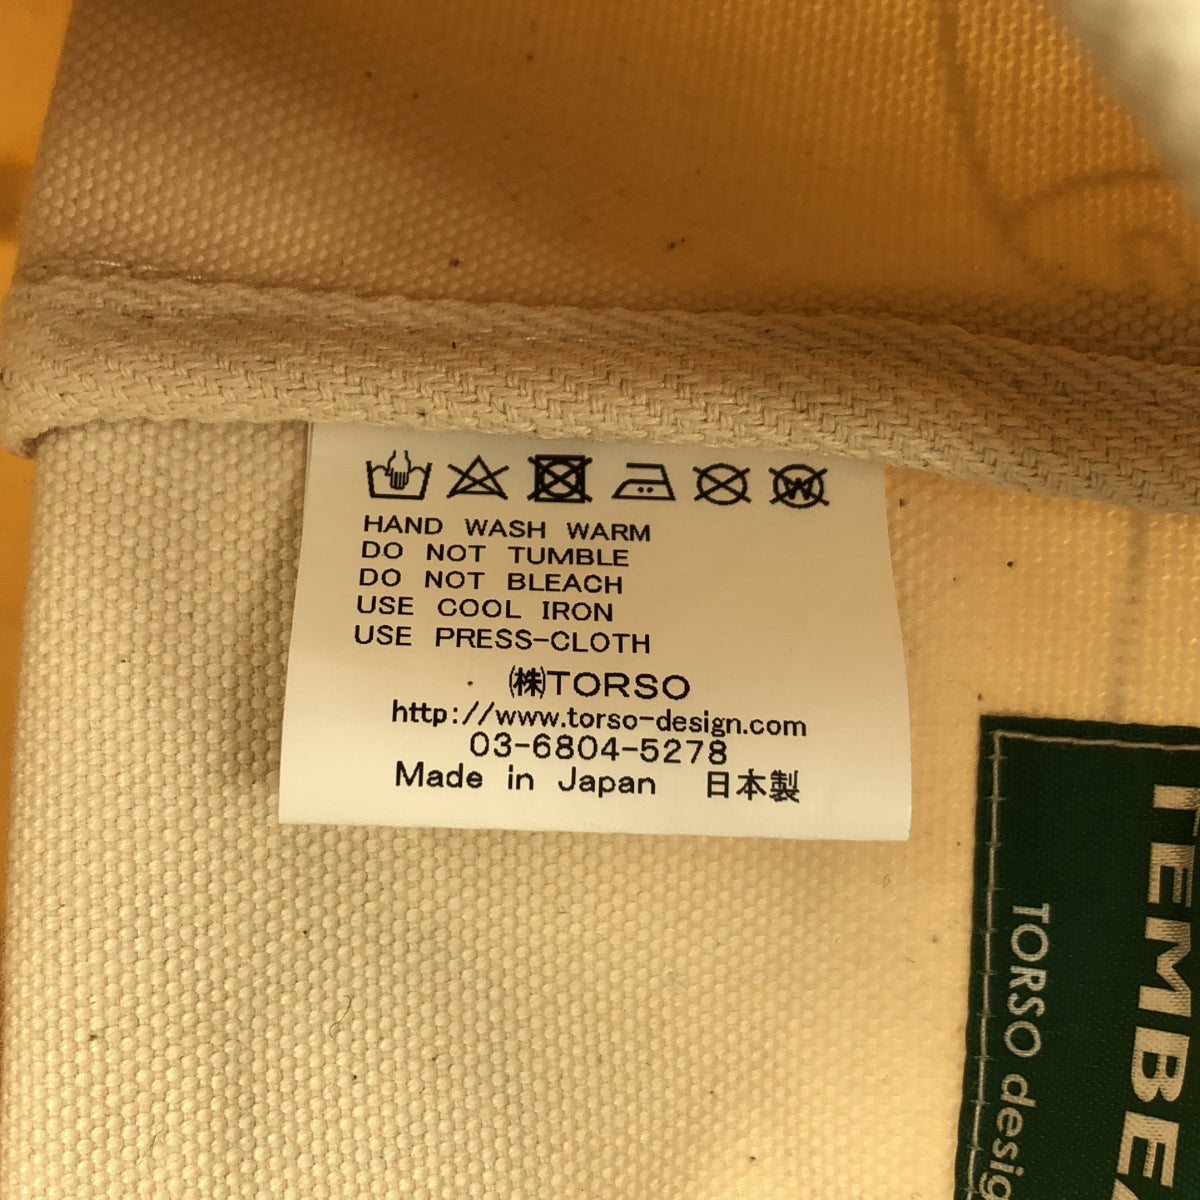 HAND WASH WARM
DO NOT TUMBLE
DO NOT BLEACH
USE COOL IRON
USE PRESS-CLOTH
㈱TORSO
http://www.torso-design.com
03-6804-5278
Made in Japan 日本製
TEMBEA
TORSO desig